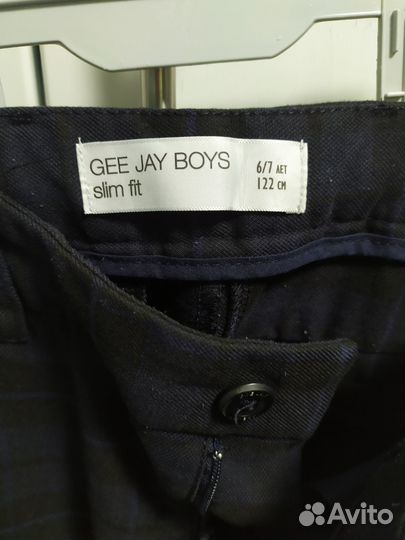 GEE JAY BOYS
slim fit
6/7 ЛЕТ
122 СМ
Avito